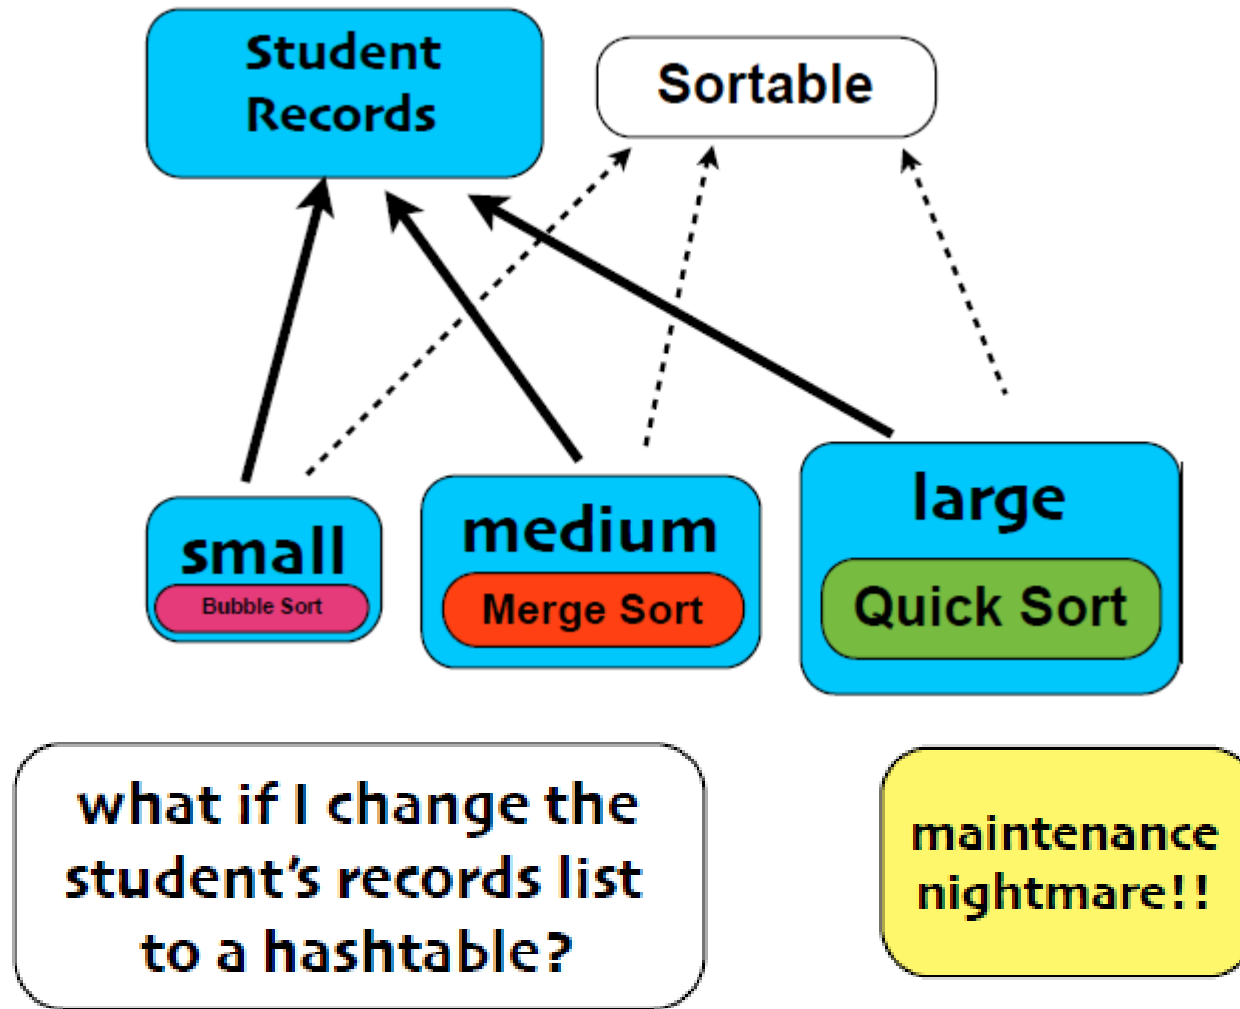 Student
Records
Sortable
small
Bubble Sort
medium
Merge Sort
large
Quick Sort
what if I change the
student's records list
to a hashtable?
maintenance
nightmare!!